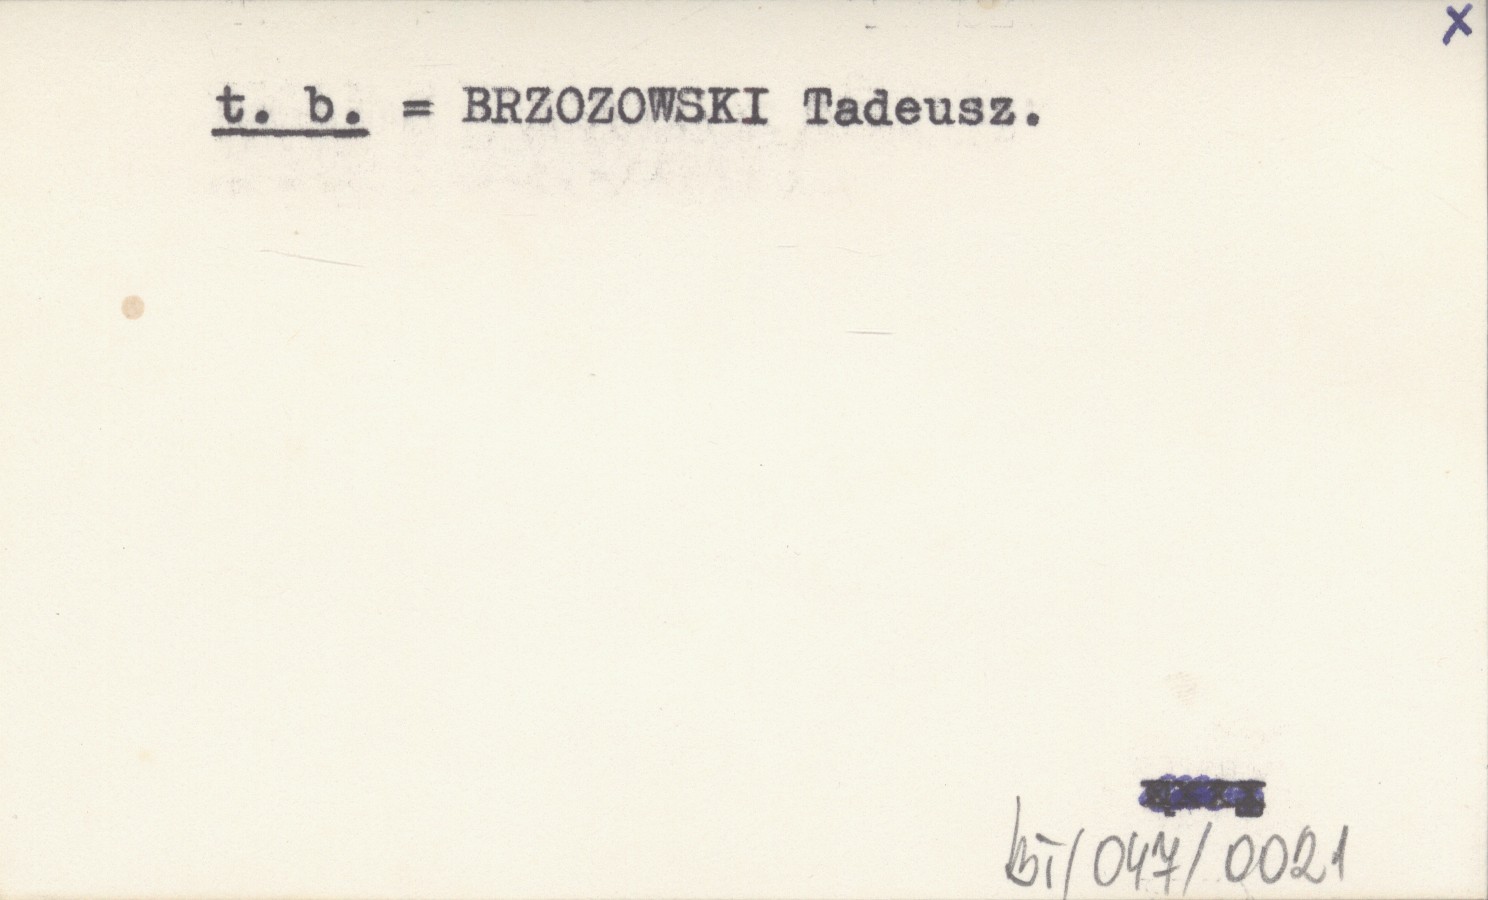 x
t. b. = BRZOZOWSKI Tadeusz.
bI/047/0021